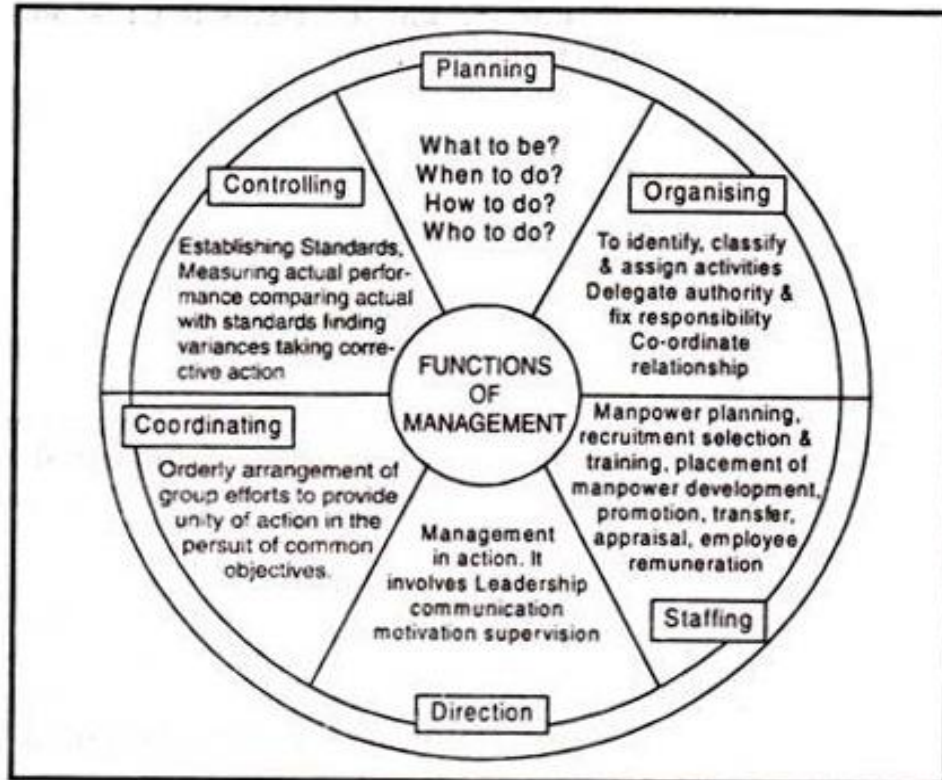 Planning
What to be?
When to do?
How to do?
Who to do?
Organising
To identify, classify
& assign activities
Delegate authority &
fix responsibility
Co-ordinate
relationship
Manpower planning,
recruitment selection &
training, placement of
manpower development,
promotion, transfer,
appraisal, employee
remuneration
Staffing
Management
in action. It
involves Leadership
communication
motivation supervision
Direction
Coordinating
Orderly arrangement of
group efforts to provide
unity of action in the
persuit of common
objectives.
Controlling
Establishing Standards,
Measuring actual perfor-
mance comparing actual
with standards finding
variances taking corre-
ctive action
FUNCTIONS
OF
MANAGEMENT